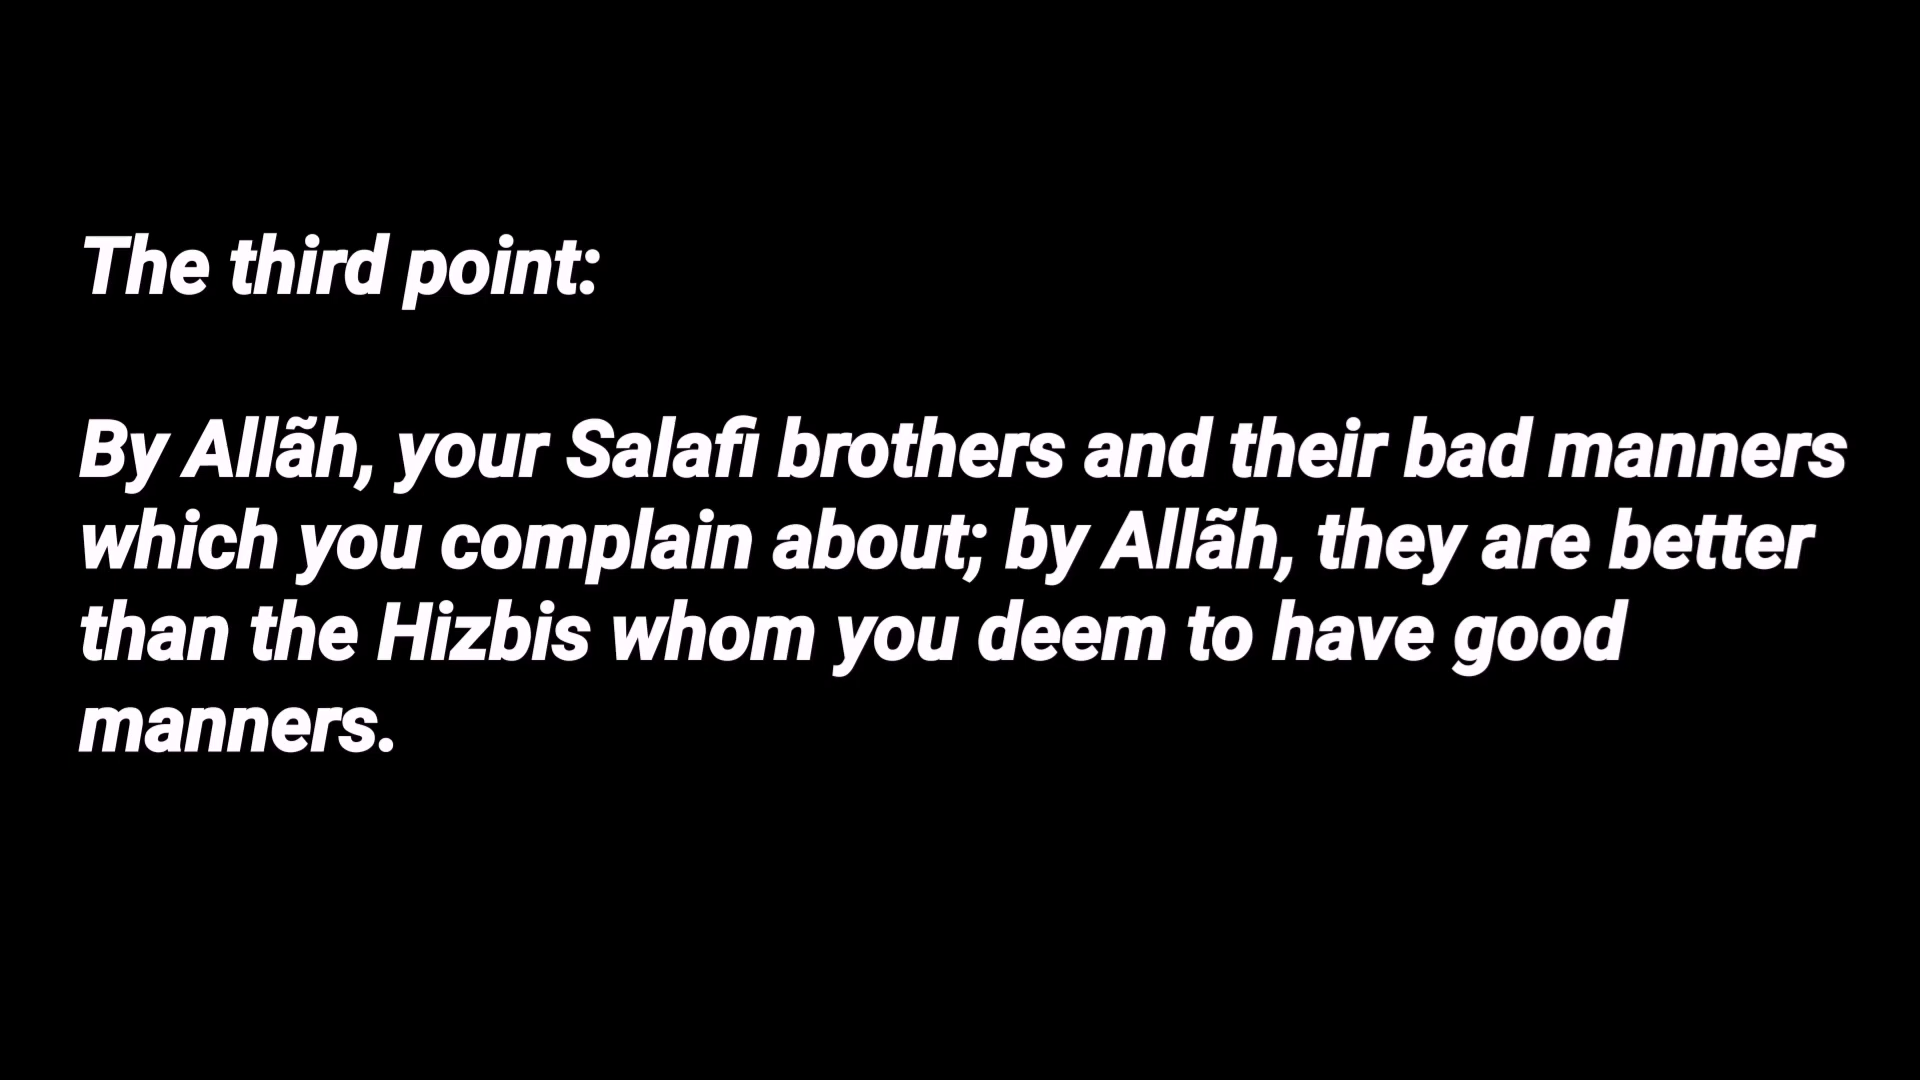 The third point:
By Allãh, your Salafi brothers and their bad manners
which you complain about; by Allãh, they are better
than the Hizbis whom you deem to have good
manners.